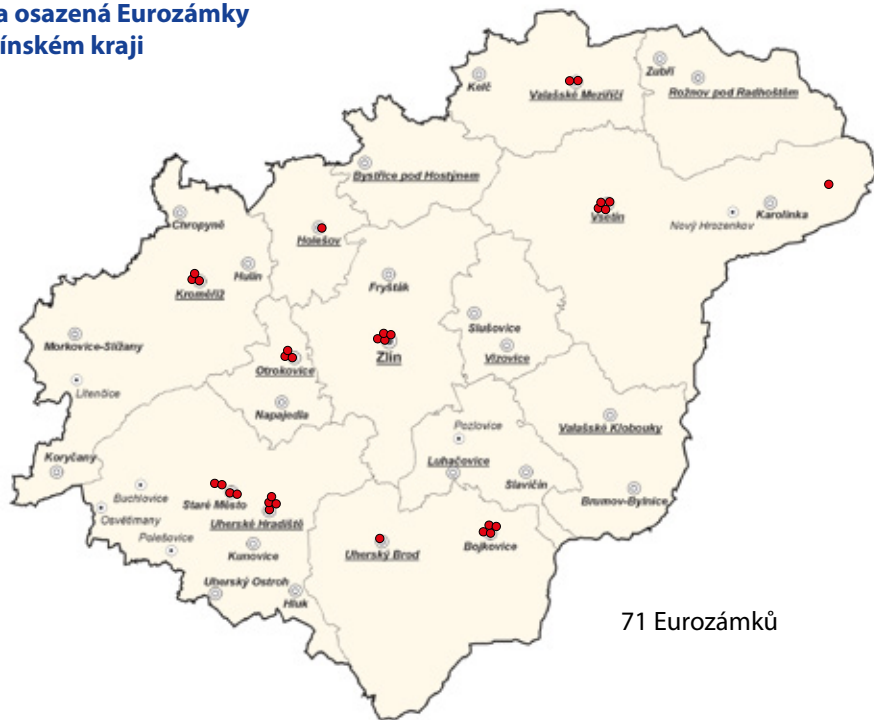 a osazená Eurozámky
ínském kraji
Kelč
Valašské Meziříčí
Zubří
Rožnov pod Radhoštěm
Bystřice pod Hostýnem
Chropyně
Holešov
Vsetín
Nový Hrozenkov
Karolinka
Hulín
Kroměříž
Fryšták
Slušovice
Morkovice-Slížany
Zlín
Vizovice
Otrokovice
Litenčice
Napajedla
Pozlovice
Valašské Klobouky
Koryčany
Luhačovice
Slavičín
Buchlovice
Staré Město
Brumov-Bylnice
Osvětimany
Uherské Hradiště
Polešovice
Kunovice
Uherský Brod
Bojkovice
Uherský Ostroh
Hluk
71 Eurozámků